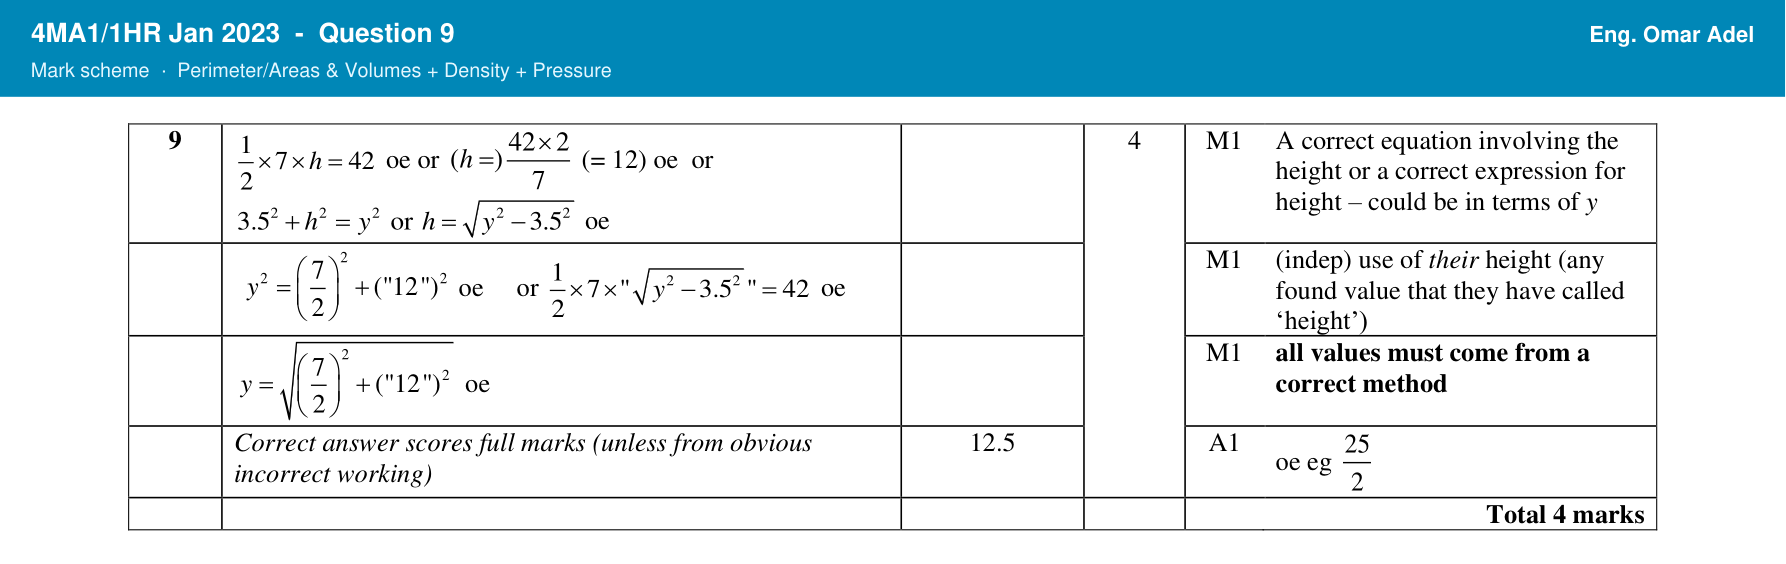 4MA1/1HR Jan 2023 - Question 9
Eng. Omar Adel
Mark scheme · Perimeter/Areas & Volumes + Density + Pressure
9
1/2 × 7 × h = 42 oe or (h =) 42 × 2 / 7 (= 12) oe or
3.5² + h² = y² or h = √(y² − 3.5²) oe
4
M1
A correct equation involving the
height or a correct expression for
height – could be in terms of y
y² = (7/2)² + ("12")² oe or 1/2 × 7 × "√(y² − 3.5²)" = 42 oe
M1
(indep) use of their height (any
found value that they have called
‘height’)
y = √((7/2)² + ("12")²) oe
M1
all values must come from a
correct method
Correct answer scores full marks (unless from obvious
incorrect working)
12.5
A1
oe eg 25/2
Total 4 marks